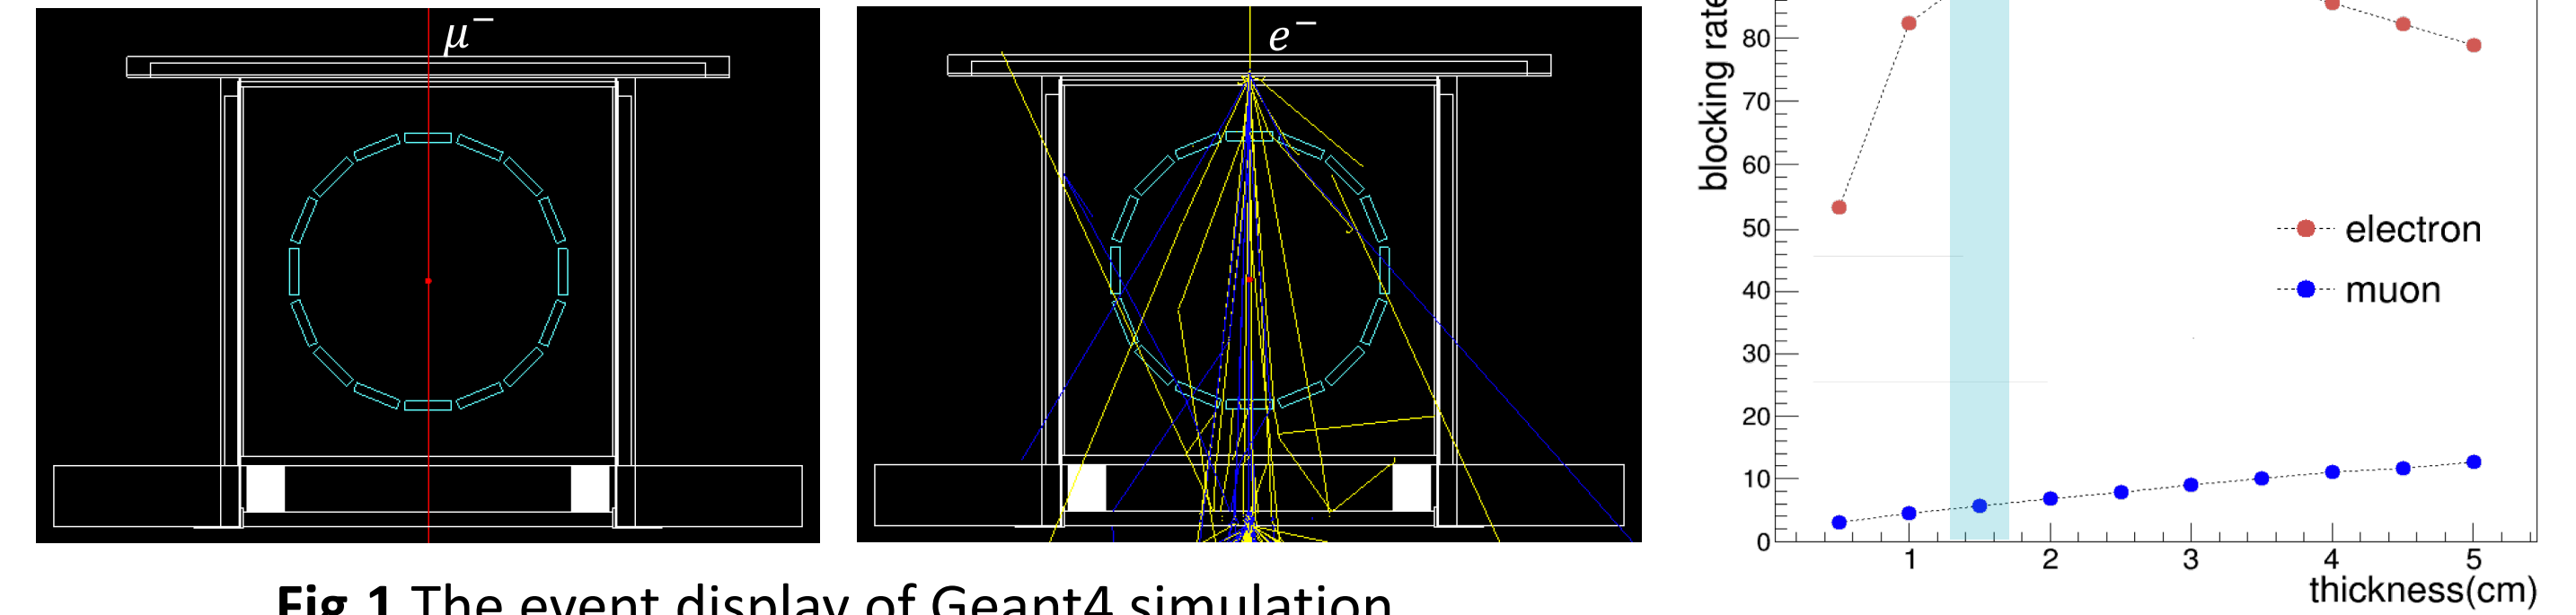 μ⁻
e⁻
blocking rate
80
70
60
50
40
30
20
10
0
electron
muon
1 2 3 4 5
thickness(cm)
Fig 1 The event display of Geant4 simulation